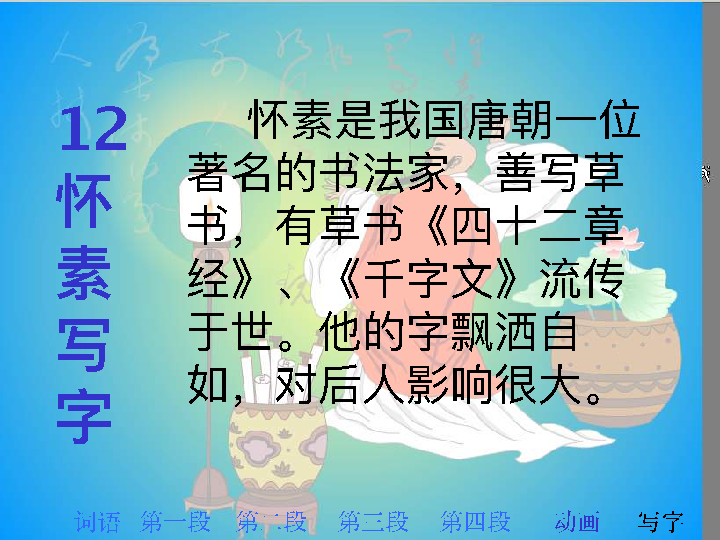 12
怀
素
写
字
怀素是我国唐朝一位
著名的书法家，善写草
书，有草书《四十二章
经》、《千字文》流传
于世。他的字飘洒自
如，对后人影响很大。
词语 第一段 第二段 第三段 第四段 动画 写字